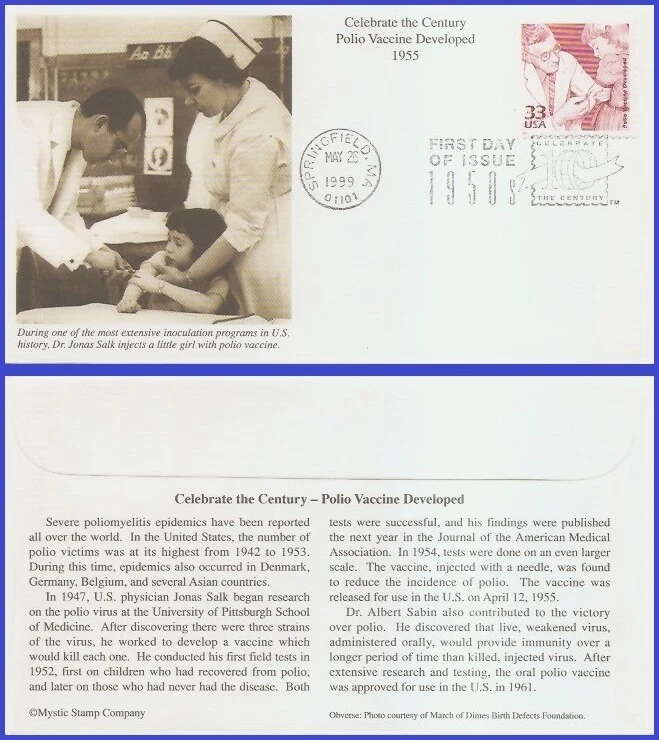 Celebrate the Century
Polio Vaccine Developed
1955
Aa Bb
33
USA
Polio Vaccine Developed
SPRINGFIELD, MA
MAY 26
1999
01101
FIRST DAY
OF ISSUE
1950s
CELEBRATE
100
THE CENTURY
TM
During one of the most extensive inoculation programs in U.S.
history, Dr. Jonas Salk injects a little girl with polio vaccine.
Celebrate the Century – Polio Vaccine Developed
Severe poliomyelitis epidemics have been reported
all over the world. In the United States, the number of
polio victims was at its highest from 1942 to 1953.
During this time, epidemics also occurred in Denmark,
Germany, Belgium, and several Asian countries.
In 1947, U.S. physician Jonas Salk began research
on the polio virus at the University of Pittsburgh School
of Medicine. After discovering there were three strains
of the virus, he worked to develop a vaccine which
would kill each one. He conducted his first field tests in
1952, first on children who had recovered from polio,
and later on those who had never had the disease. Both
tests were successful, and his findings were published
the next year in the Journal of the American Medical
Association. In 1954, tests were done on an even larger
scale. The vaccine, injected with a needle, was found
to reduce the incidence of polio. The vaccine was
released for use in the U.S. on April 12, 1955.
Dr. Albert Sabin also contributed to the victory
over polio. He discovered that live, weakened virus,
administered orally, would provide immunity over a
longer period of time than killed, injected virus. After
extensive research and testing, the oral polio vaccine
was approved for use in the U.S. in 1961.
©Mystic Stamp Company
Obverse: Photo courtesy of March of Dimes Birth Defects Foundation.